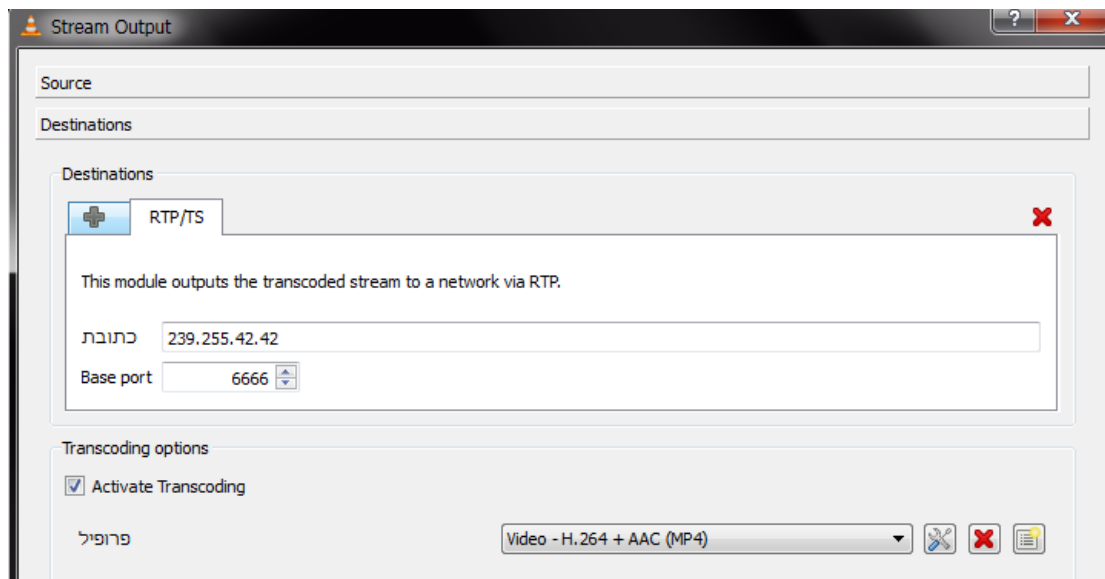 Stream Output
?
Source
Destinations
Destinations
RTP/TS
This module outputs the transcoded stream to a network via RTP.
כתובת 239.255.42.42
Base port 6666
Transcoding options
Activate Transcoding
פרופיל Video - H.264 + AAC (MP4)